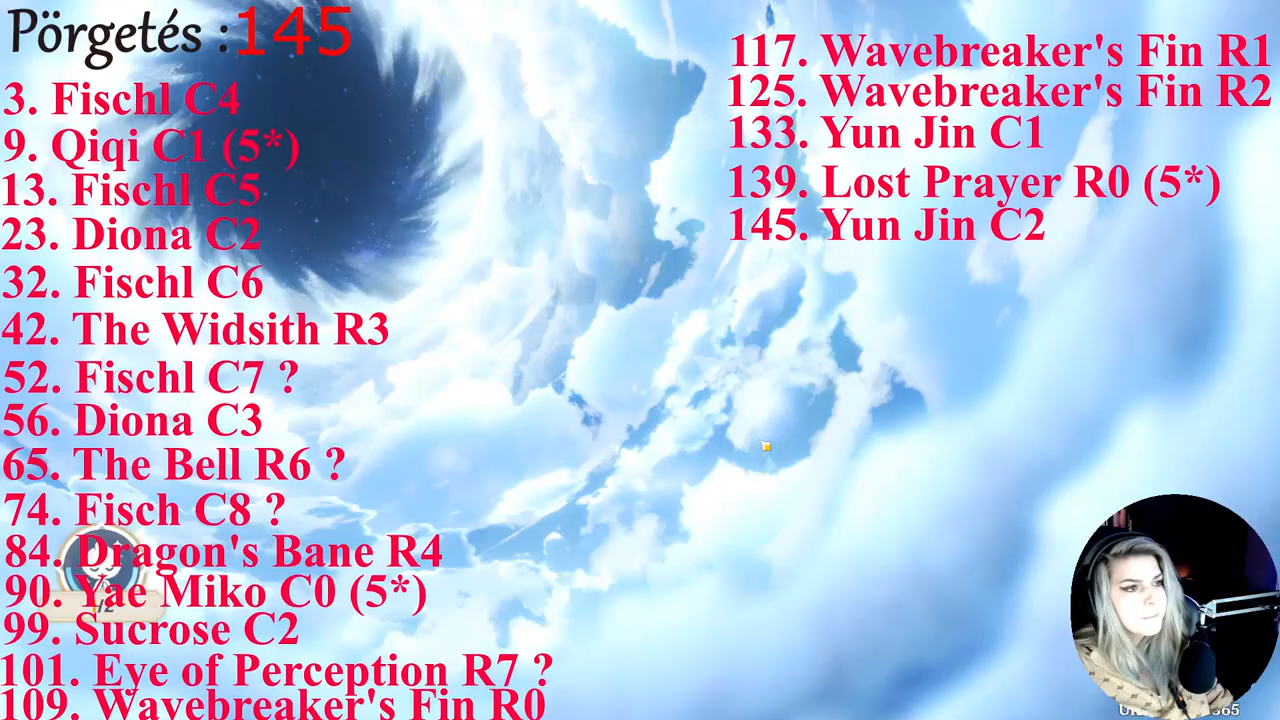 Pörgetés :145
3. Fischl C4
9. Qiqi C1 (5*)
13. Fischl C5
23. Diona C2
32. Fischl C6
42. The Widsith R3
52. Fischl C7 ?
56. Diona C3
65. The Bell R6 ?
74. Fisch C8 ?
84. Dragon's Bane R4
90. Yae Miko C0 (5*)
99. Sucrose C2
101. Eye of Perception R7 ?
109. Wavebreaker's Fin R0
117. Wavebreaker's Fin R1
125. Wavebreaker's Fin R2
133. Yun Jin C1
139. Lost Prayer R0 (5*)
145. Yun Jin C2